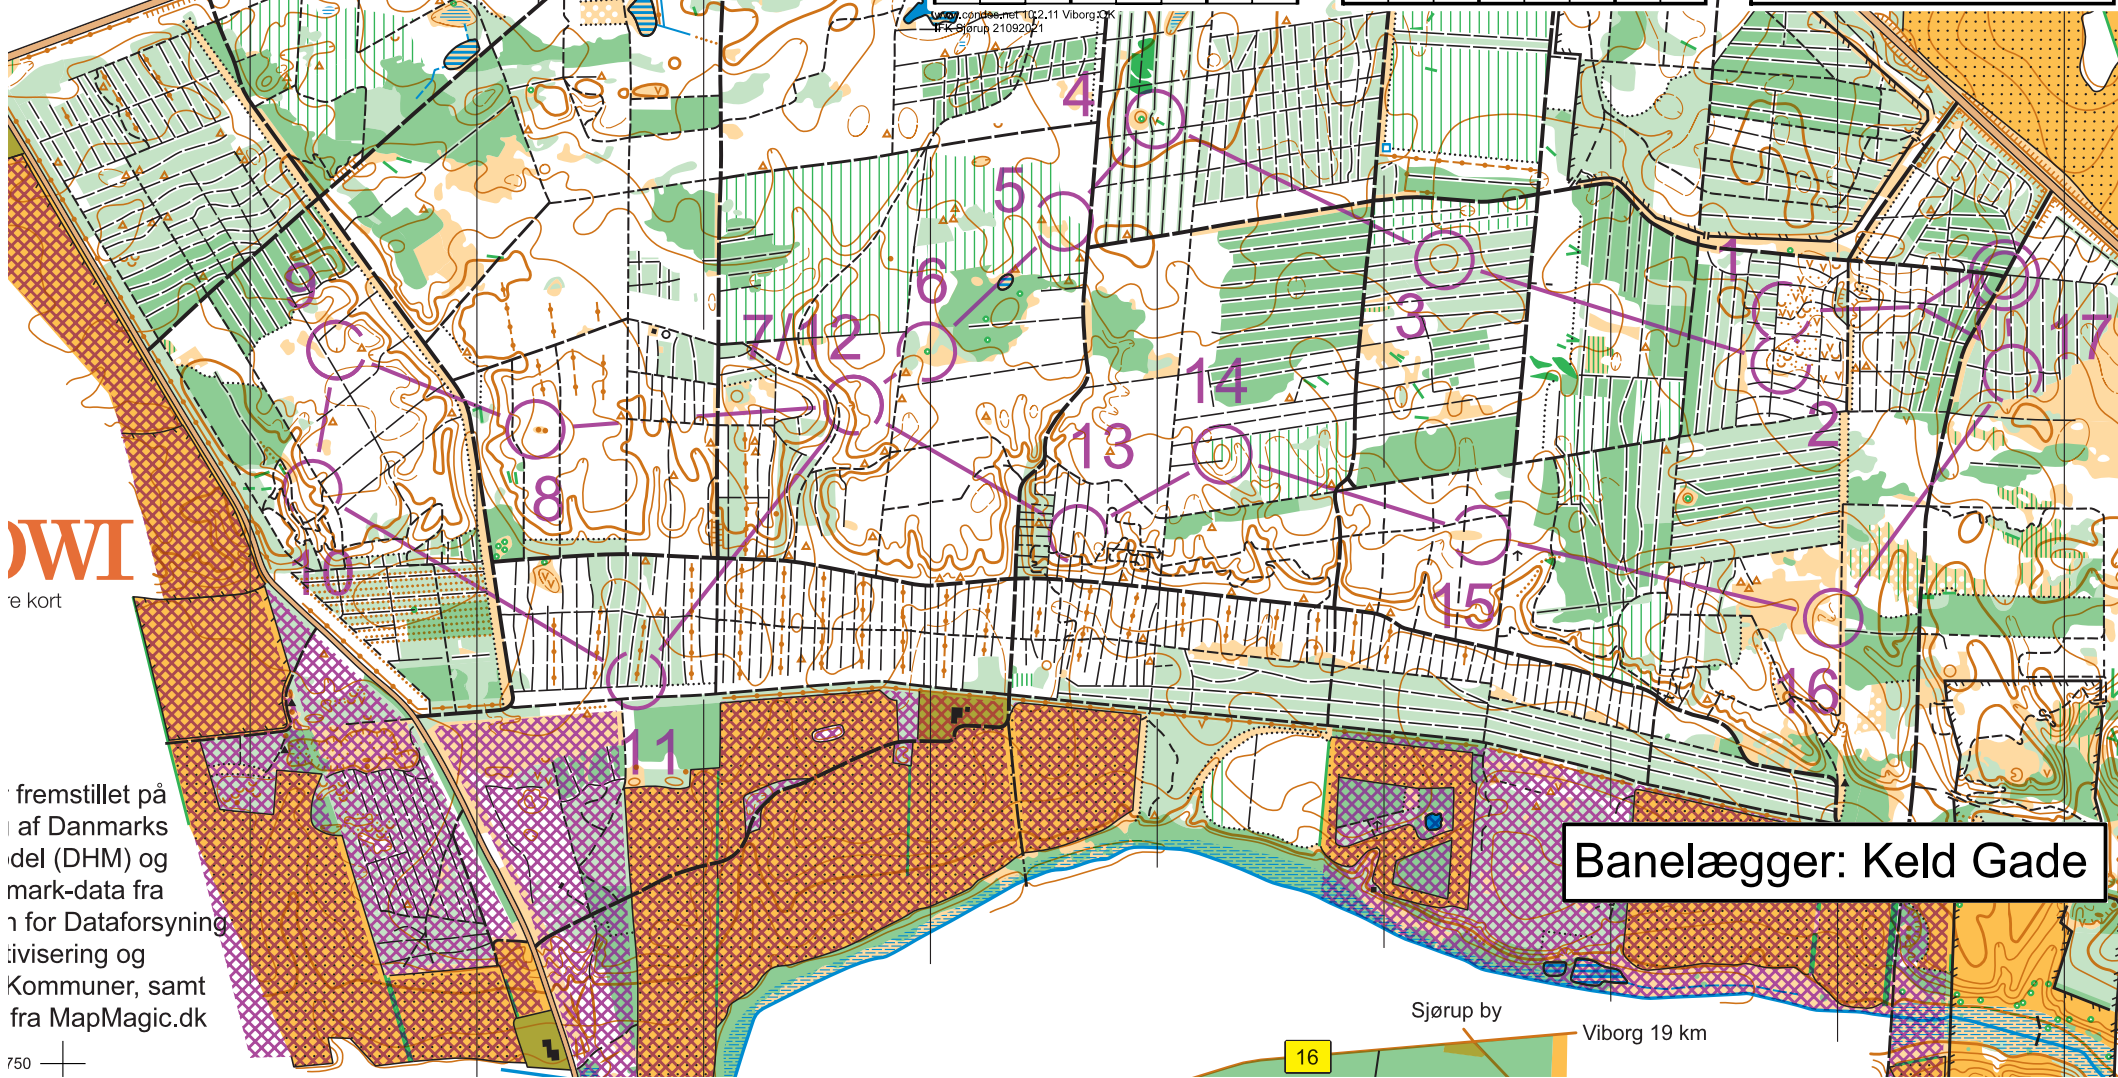 www.condes.net 10.2.11 Viborg OK
Sjørup 21092021
4
5
9
1
6
17
7/12
3
14
2
13
8
OWI
10
re kort
15
16
11
fremstillet på
af Danmarks
del (DHM) og
mark-data fra
n for Dataforsyning
tivisering og
Kommuner, samt
fra MapMagic.dk
750
Banelægger: Keld Gade
Sjørup by
Viborg 19 km
16